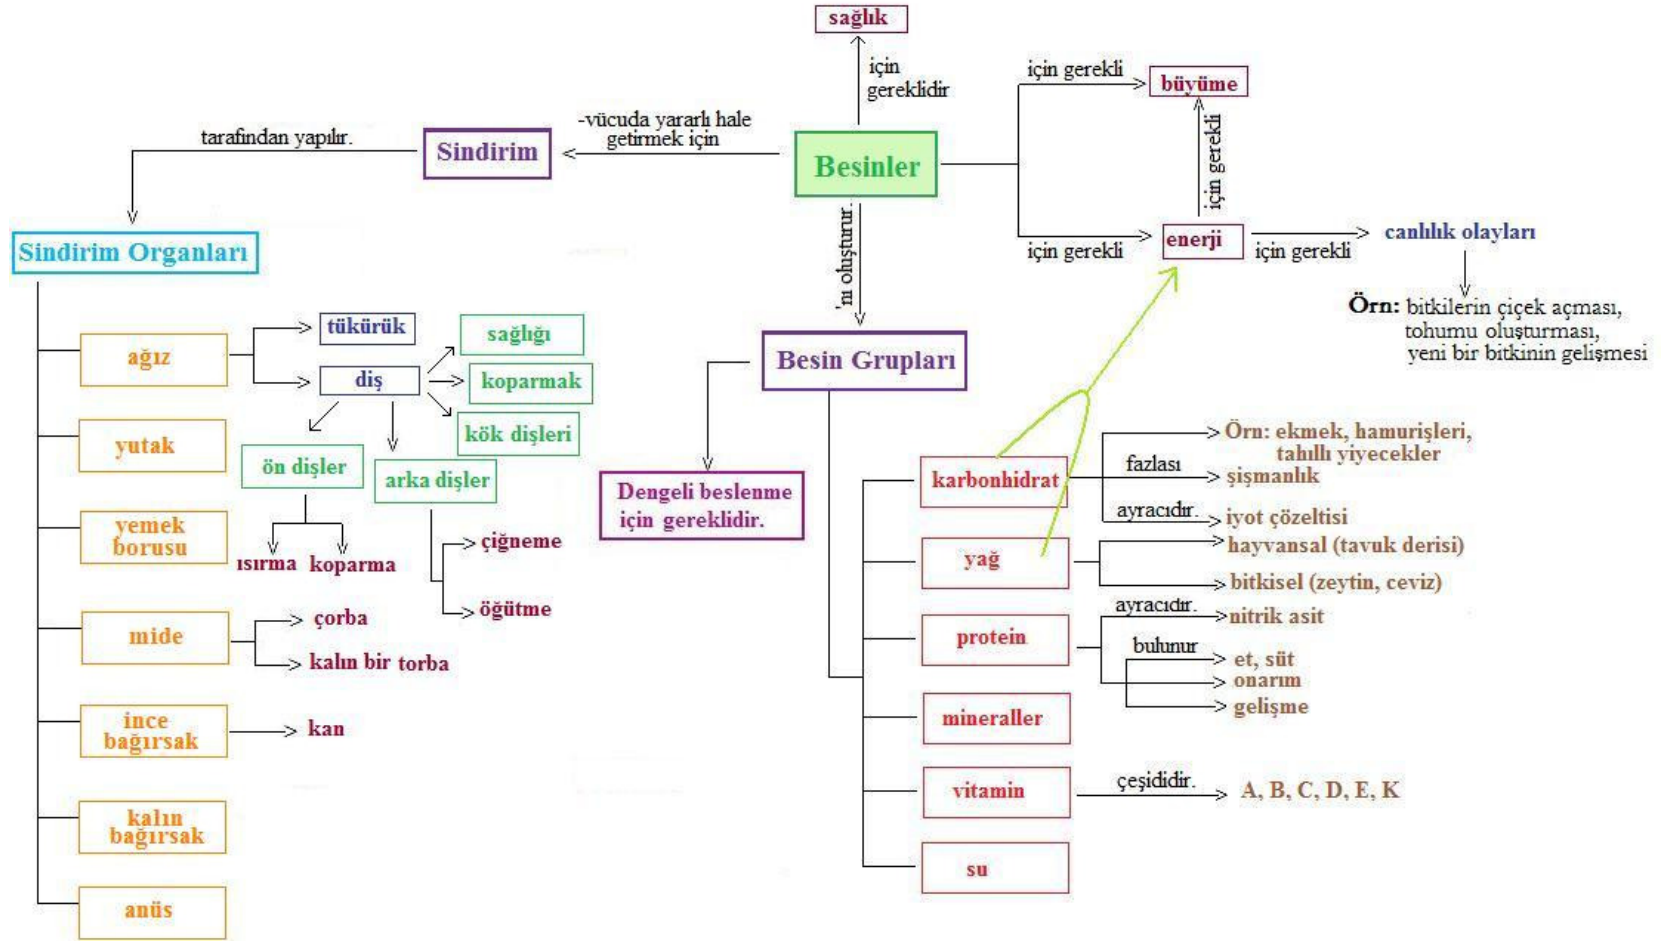 sağlık
için
gereklidir
için gerekli
büyüme
-vücuda yararlı hale
getirmek için
tarafından yapılır.
Sindirim
Besinler
için gerekli
Sindirim Organları
'nı oluşturur.
için gerekli
enerji
için gerekli
canlılık olayları
Örn: bitkilerin çiçek açması,
tohumu oluşturması,
yeni bir bitkinin gelişmesi
ağız
tükürük
diş
sağlığı
koparmak
kök dişleri
ön dişler
arka dişler
ısırma
koparma
çiğneme
öğütme
yutak
yemek
borusu
mide
çorba
kalın bir torba
ince
bağırsak
kan
kalın
bağırsak
anüs
Besin Grupları
Dengeli beslenme
için gereklidir.
karbonhidrat
Örn: ekmek, hamurişleri,
tahıllı yiyecekler
fazlası
şişmanlık
ayracıdır.
iyot çözeltisi
yağ
hayvansal (tavuk derisi)
bitkisel (zeytin, ceviz)
protein
ayracıdır.
nitrik asit
bulunur
et, süt
onarım
gelişme
mineraller
vitamin
çeşididir.
A, B, C, D, E, K
su